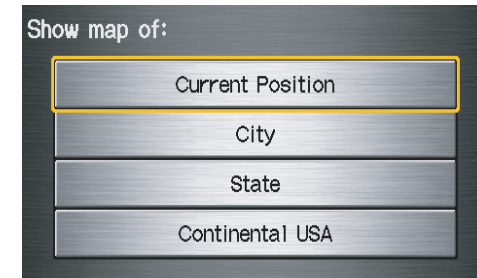 Show map of:
Current Position
City
State
Continental USA